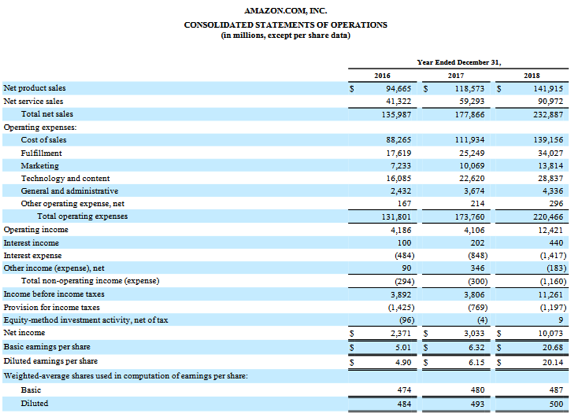 AMAZON.COM, INC.
CONSOLIDATED STATEMENTS OF OPERATIONS
(in millions, except per share data)
Year Ended December 31,
2016 2017 2018
Net product sales $ 94,665 $ 118,573 $ 141,915
Net service sales 41,322 59,293 90,972
Total net sales 135,987 177,866 232,887
Operating expenses:
Cost of sales 88,265 111,934 139,156
Fulfillment 17,619 25,249 34,027
Marketing 7,233 10,069 13,814
Technology and content 16,085 22,620 28,837
General and administrative 2,432 3,674 4,336
Other operating expense, net 167 214 296
Total operating expenses 131,801 173,760 220,466
Operating income 4,186 4,106 12,421
Interest income 100 202 440
Interest expense (484) (848) (1,417)
Other income (expense), net 90 346 (183)
Total non-operating income (expense) (294) (300) (1,160)
Income before income taxes 3,892 3,806 11,261
Provision for income taxes (1,425) (769) (1,197)
Equity-method investment activity, net of tax (96) (4) 9
Net income $ 2,371 $ 3,033 $ 10,073
Basic earnings per share $ 5.01 $ 6.32 $ 20.68
Diluted earnings per share $ 4.90 $ 6.15 $ 20.14
Weighted-average shares used in computation of earnings per share:
Basic 474 480 487
Diluted 484 493 500